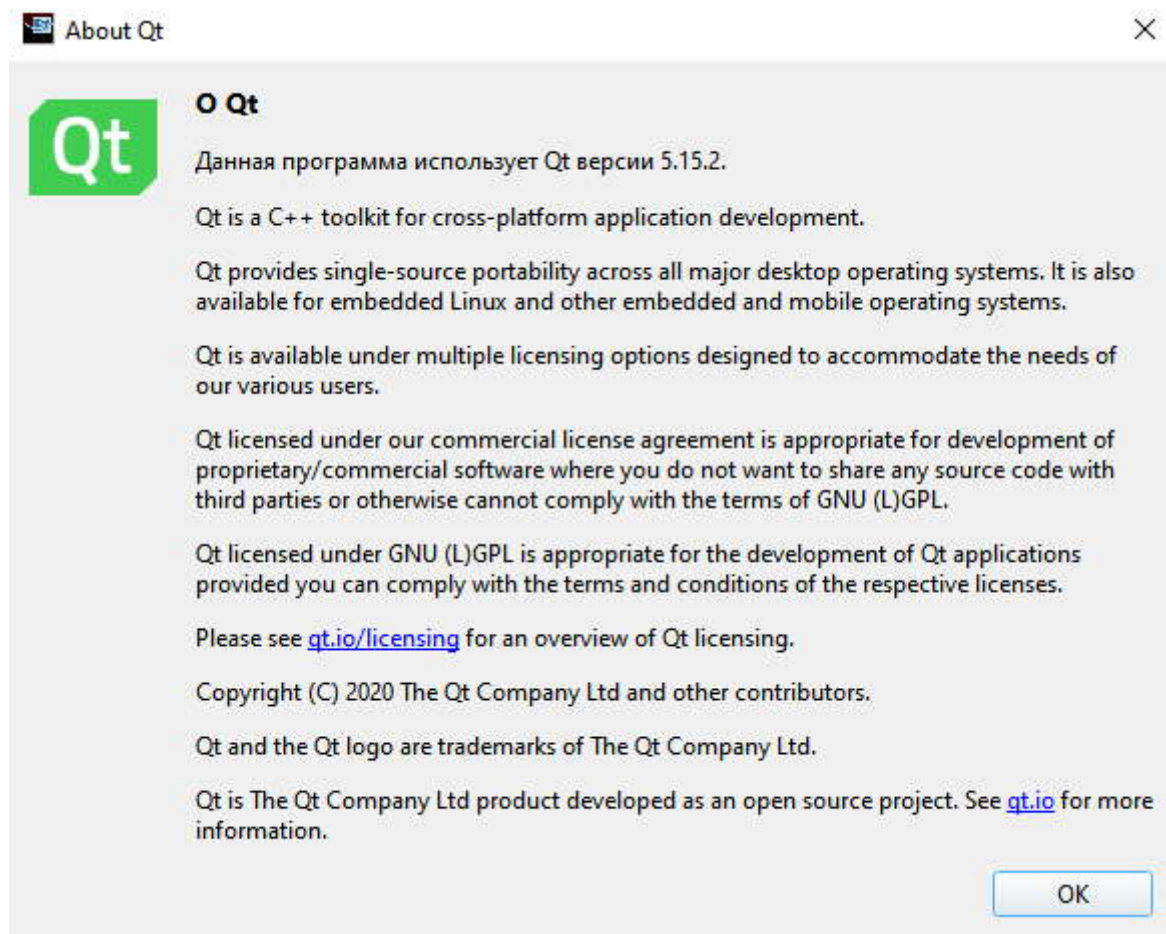 About Qt
Qt
О Qt
Данная программа использует Qt версии 5.15.2.
Qt is a C++ toolkit for cross-platform application development.
Qt provides single-source portability across all major desktop operating systems. It is also
available for embedded Linux and other embedded and mobile operating systems.
Qt is available under multiple licensing options designed to accommodate the needs of
our various users.
Qt licensed under our commercial license agreement is appropriate for development of
proprietary/commercial software where you do not want to share any source code with
third parties or otherwise cannot comply with the terms of GNU (L)GPL.
Qt licensed under GNU (L)GPL is appropriate for the development of Qt applications
provided you can comply with the terms and conditions of the respective licenses.
Please see qt.io/licensing for an overview of Qt licensing.
Copyright (C) 2020 The Qt Company Ltd and other contributors.
Qt and the Qt logo are trademarks of The Qt Company Ltd.
Qt is The Qt Company Ltd product developed as an open source project. See qt.io for more
information.
OK